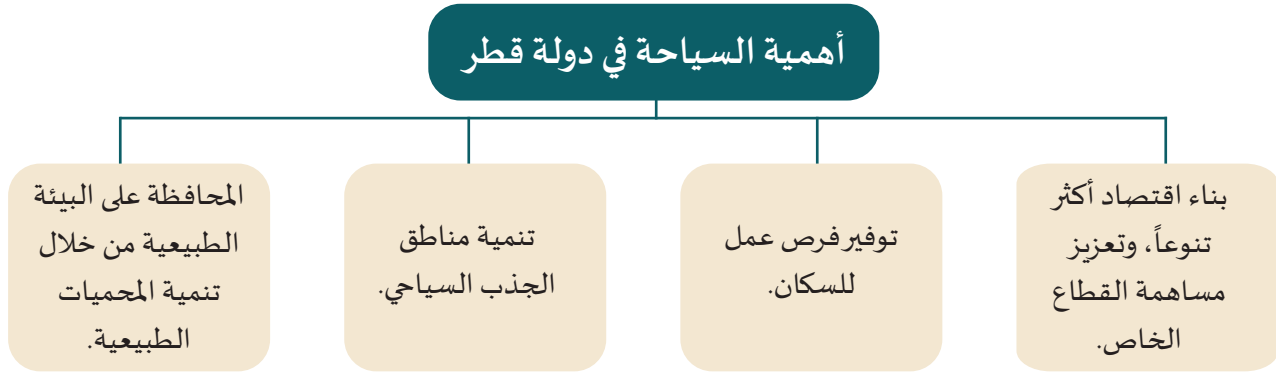 أهمية السياحة في دولة قطر
بناء اقتصاد أكثر
تنوعاً، وتعزيز
مساهمة القطاع
الخاص.
توفير فرص عمل
للسكان.
تنمية مناطق
الجذب السياحي.
المحافظة على البيئة
الطبيعية من خلال
تنمية المحميات
الطبيعية.